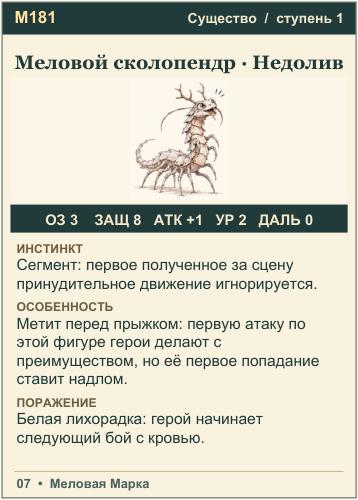 M181
Существо / ступень 1
Меловой сколопендр · Недолив
ОЗ 3 ЗАЩ 8 АТК +1 УР 2 ДАЛЬ 0
ИНСТИНКТ
Сегмент: первое полученное за сцену
принудительное движение игнорируется.
ОСОБЕННОСТЬ
Метит перед прыжком: первую атаку по
этой фигуре герои делают с
преимуществом, но её первое попадание
ставит надлом.
ПОРАЖЕНИЕ
Белая лихорадка: герой начинает
следующий бой с кровью.
07 • Меловая Марка